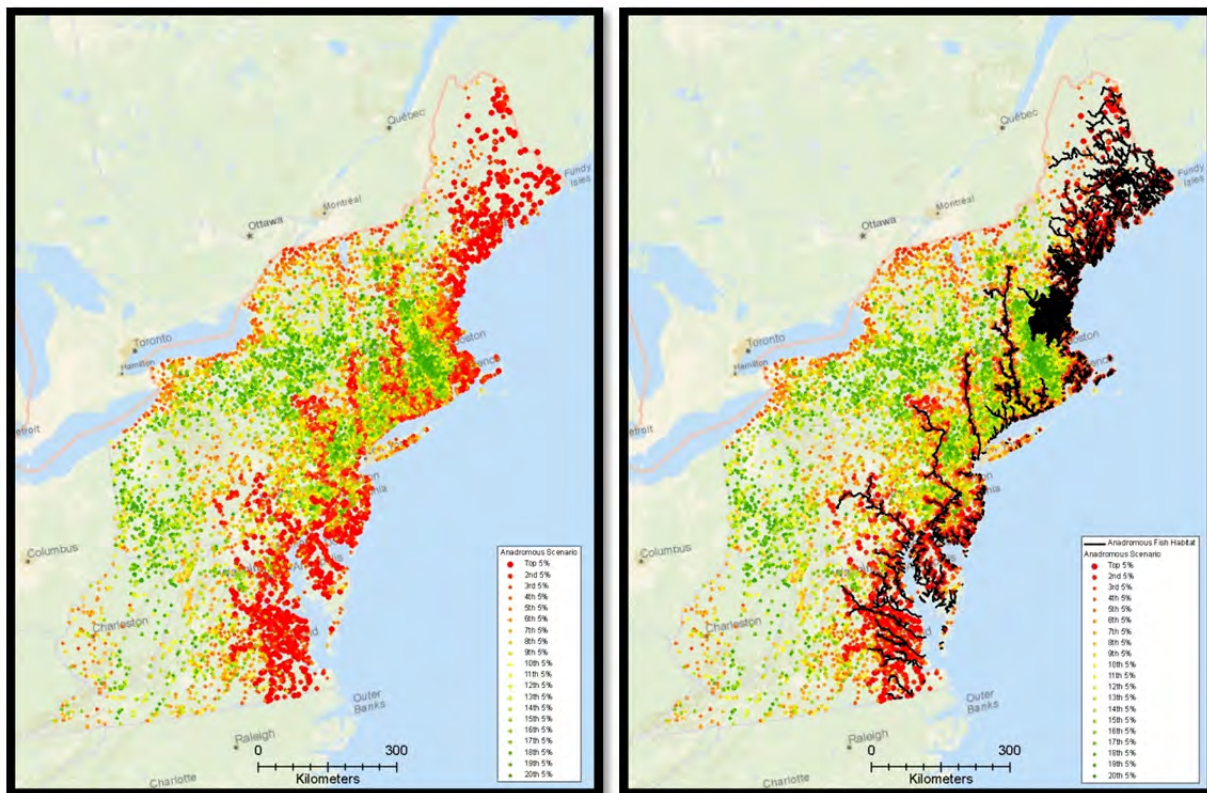 Québec
Fundy
Isles
Montréal
Ottawa
Toronto
Hamilton
oston
etroit
Columbus
Charleston
Outer
Banks
Raleigh
Charlotte
0 300
Kilometers
Anadromous Scenario
Top 5%
2nd 5%
3rd 5%
4th 5%
5th 5%
6th 5%
7th 5%
8th 5%
9th 5%
10th 5%
11th 5%
12th 5%
13th 5%
14th 5%
15th 5%
16th 5%
17th 5%
18th 5%
19th 5%
20th 5%
Québec
Fundy
Isles
Montréal
Ottawa
Toronto
Hamilton
oston
etroit
Columbus
Charleston
Outer
Banks
Raleigh
Charlotte
0 300
Kilometers
Anadromous Fish Habitat
Anadromous Scenario
Top 5%
2nd 5%
3rd 5%
4th 5%
5th 5%
6th 5%
7th 5%
8th 5%
9th 5%
10th 5%
11th 5%
12th 5%
13th 5%
14th 5%
15th 5%
16th 5%
17th 5%
18th 5%
19th 5%
20th 5%